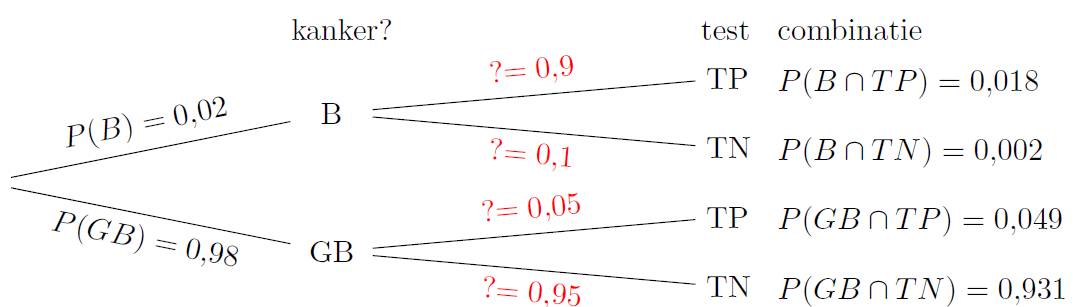 kanker? test combinatie
?= 0,9 TP P(B ∩ TP) = 0,018
P(B) = 0,02 B
?= 0,1 TN P(B ∩ TN) = 0,002
?= 0,05 TP P(GB ∩ TP) = 0,049
P(GB) = 0,98 GB
?= 0,95 TN P(GB ∩ TN) = 0,931